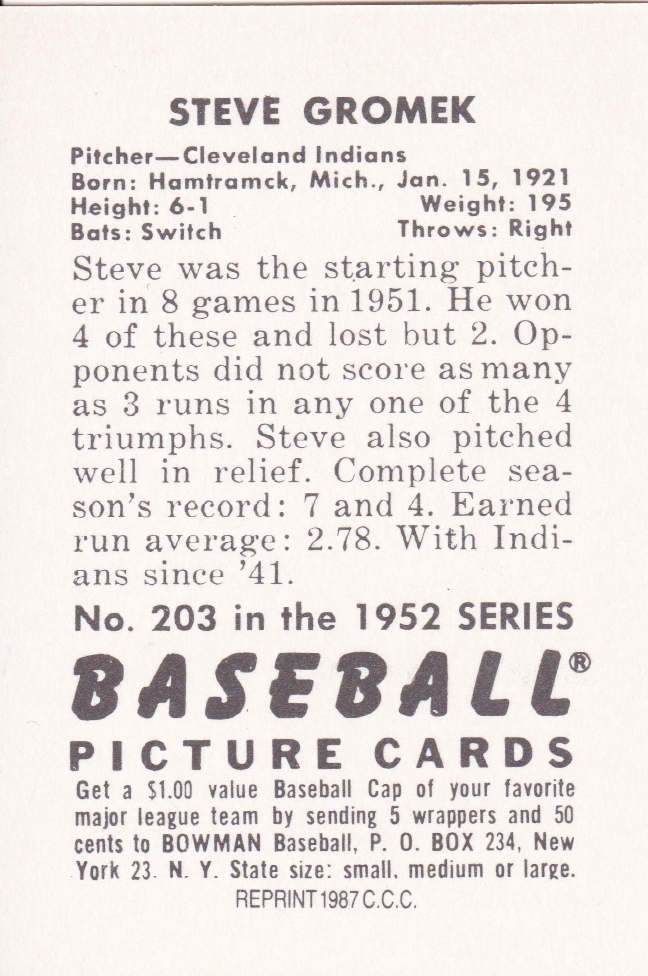 STEVE GROMEK
Pitcher—Cleveland Indians
Born: Hamtramck, Mich., Jan. 15, 1921
Height: 6-1 Weight: 195
Bats: Switch Throws: Right
Steve was the starting pitch-
er in 8 games in 1951. He won
4 of these and lost but 2. Op-
ponents did not score as many
as 3 runs in any one of the 4
triumphs. Steve also pitched
well in relief. Complete sea-
son's record: 7 and 4. Earned
run average: 2.78. With Indi-
ans since '41.
No. 203 in the 1952 SERIES
BASEBALL®
PICTURE CARDS
Get a $1.00 value Baseball Cap of your favorite
major league team by sending 5 wrappers and 50
cents to BOWMAN Baseball, P. O. BOX 234, New
York 23. N. Y. State size: small, medium or large.
REPRINT 1987 C.C.C.